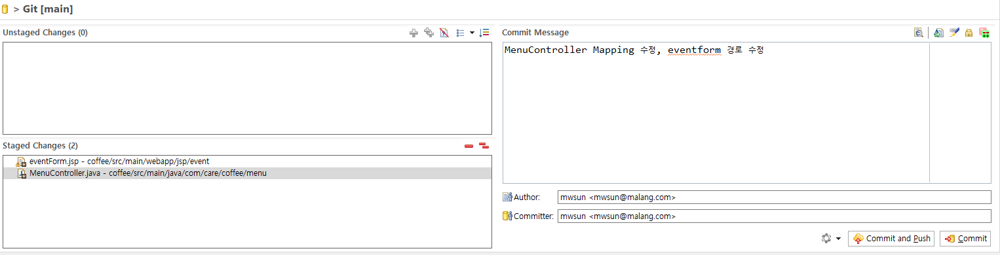 > Git [main]
Unstaged Changes (0)
Staged Changes (2)
eventForm.jsp - coffee/src/main/webapp/jsp/event
MenuController.java - coffee/src/main/java/com/care/coffee/menu
Commit Message
MenuController Mapping 수정, eventform 경로 수정
Author: mwsun <mwsun@malang.com>
Committer: mwsun <mwsun@malang.com>
Commit and Push Commit